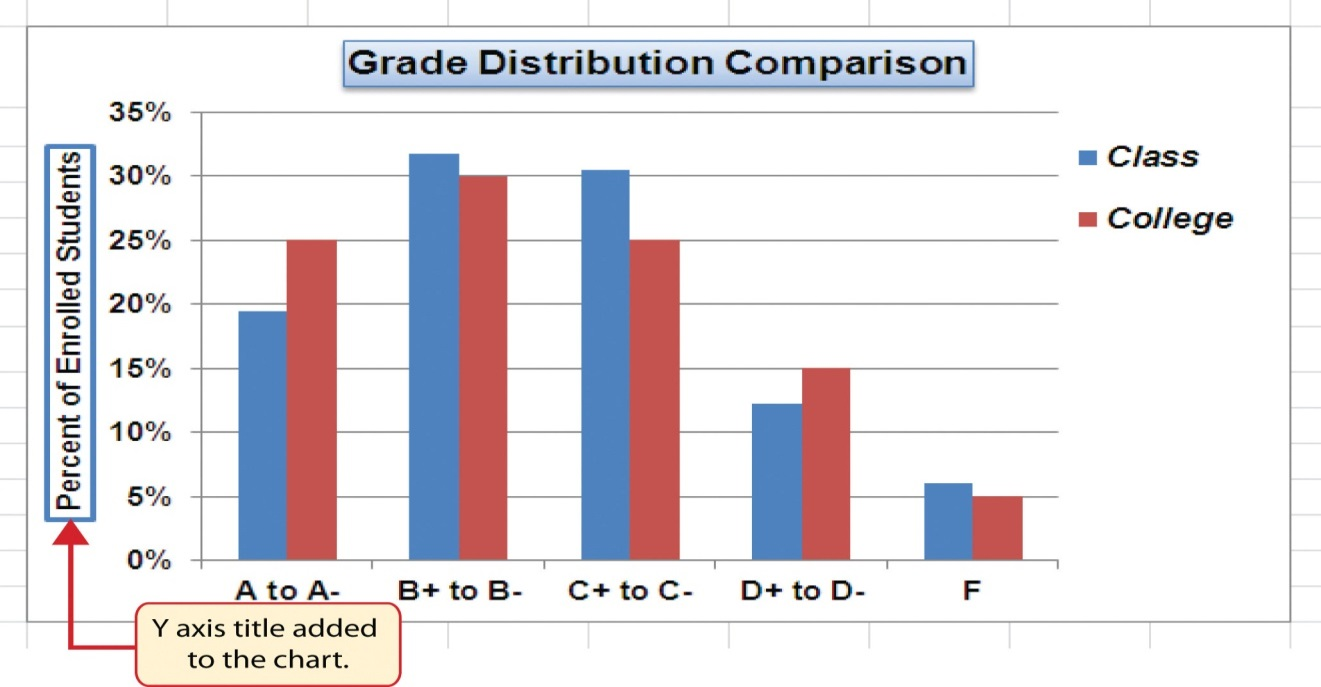 Grade Distribution Comparison
35%
30%
25%
20%
15%
10%
5%
0%
Percent of Enrolled Students
A to A-
B+ to B-
C+ to C-
D+ to D-
F
Class
College
Y axis title added
to the chart.